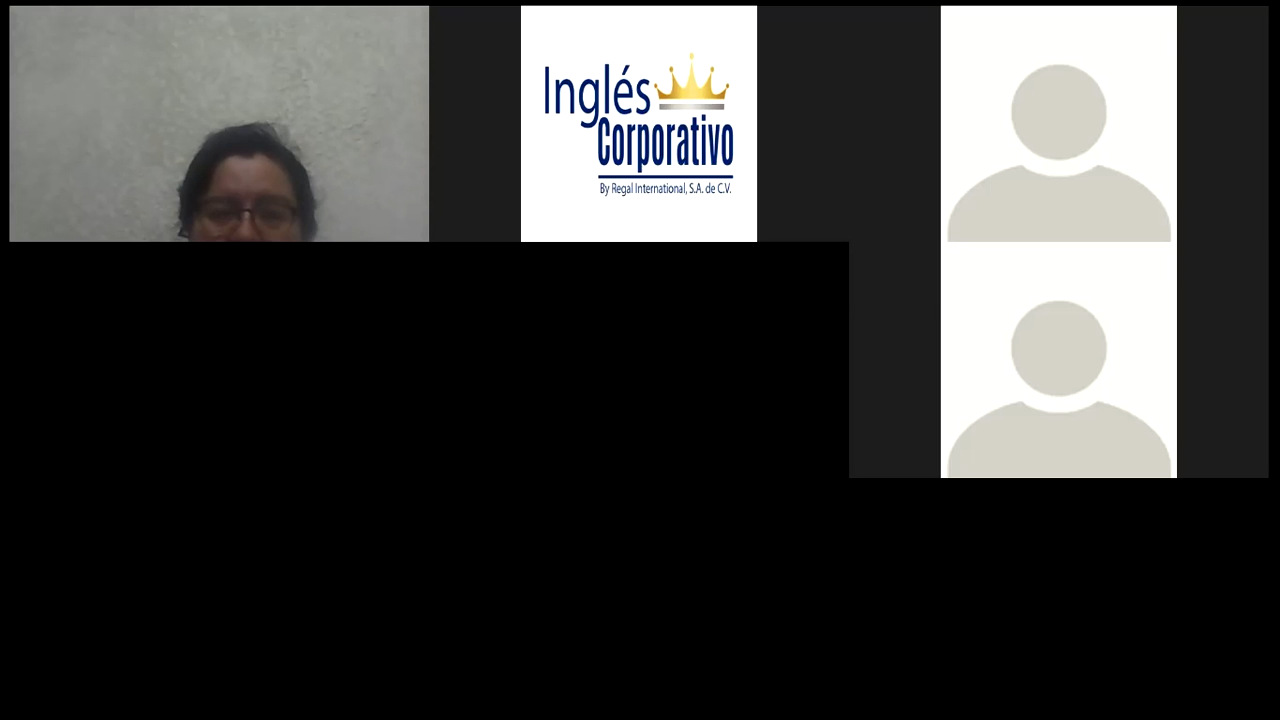 Inglés
Corporativo
By Regal International, S.A. de C.V.